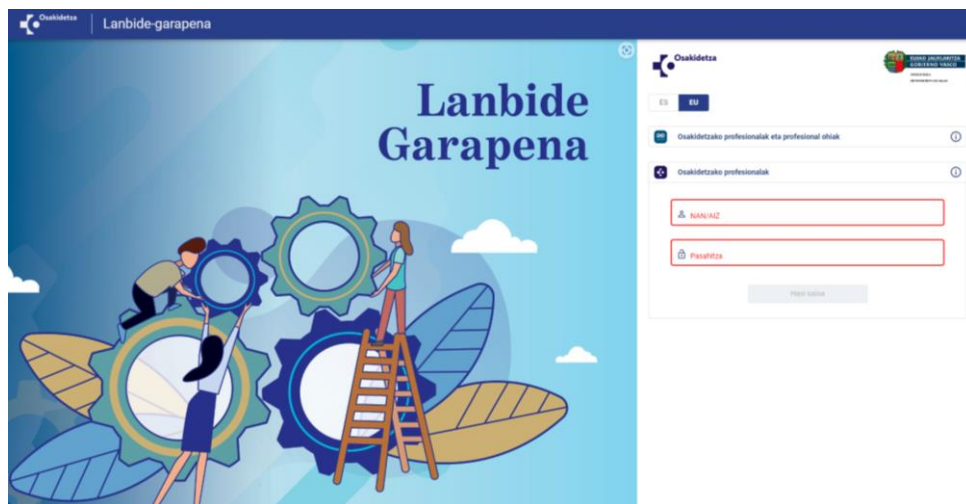 Osakidetza
Lanbide-garapena
Lanbide
Garapena
Osakidetza
EUSKO JAURLARITZA
GOBIERNO VASCO
ES
EU
Osakidetzako profesionalak eta profesional ohiak
Osakidetzako profesionalak
NAN/AIZ
Pasahitza